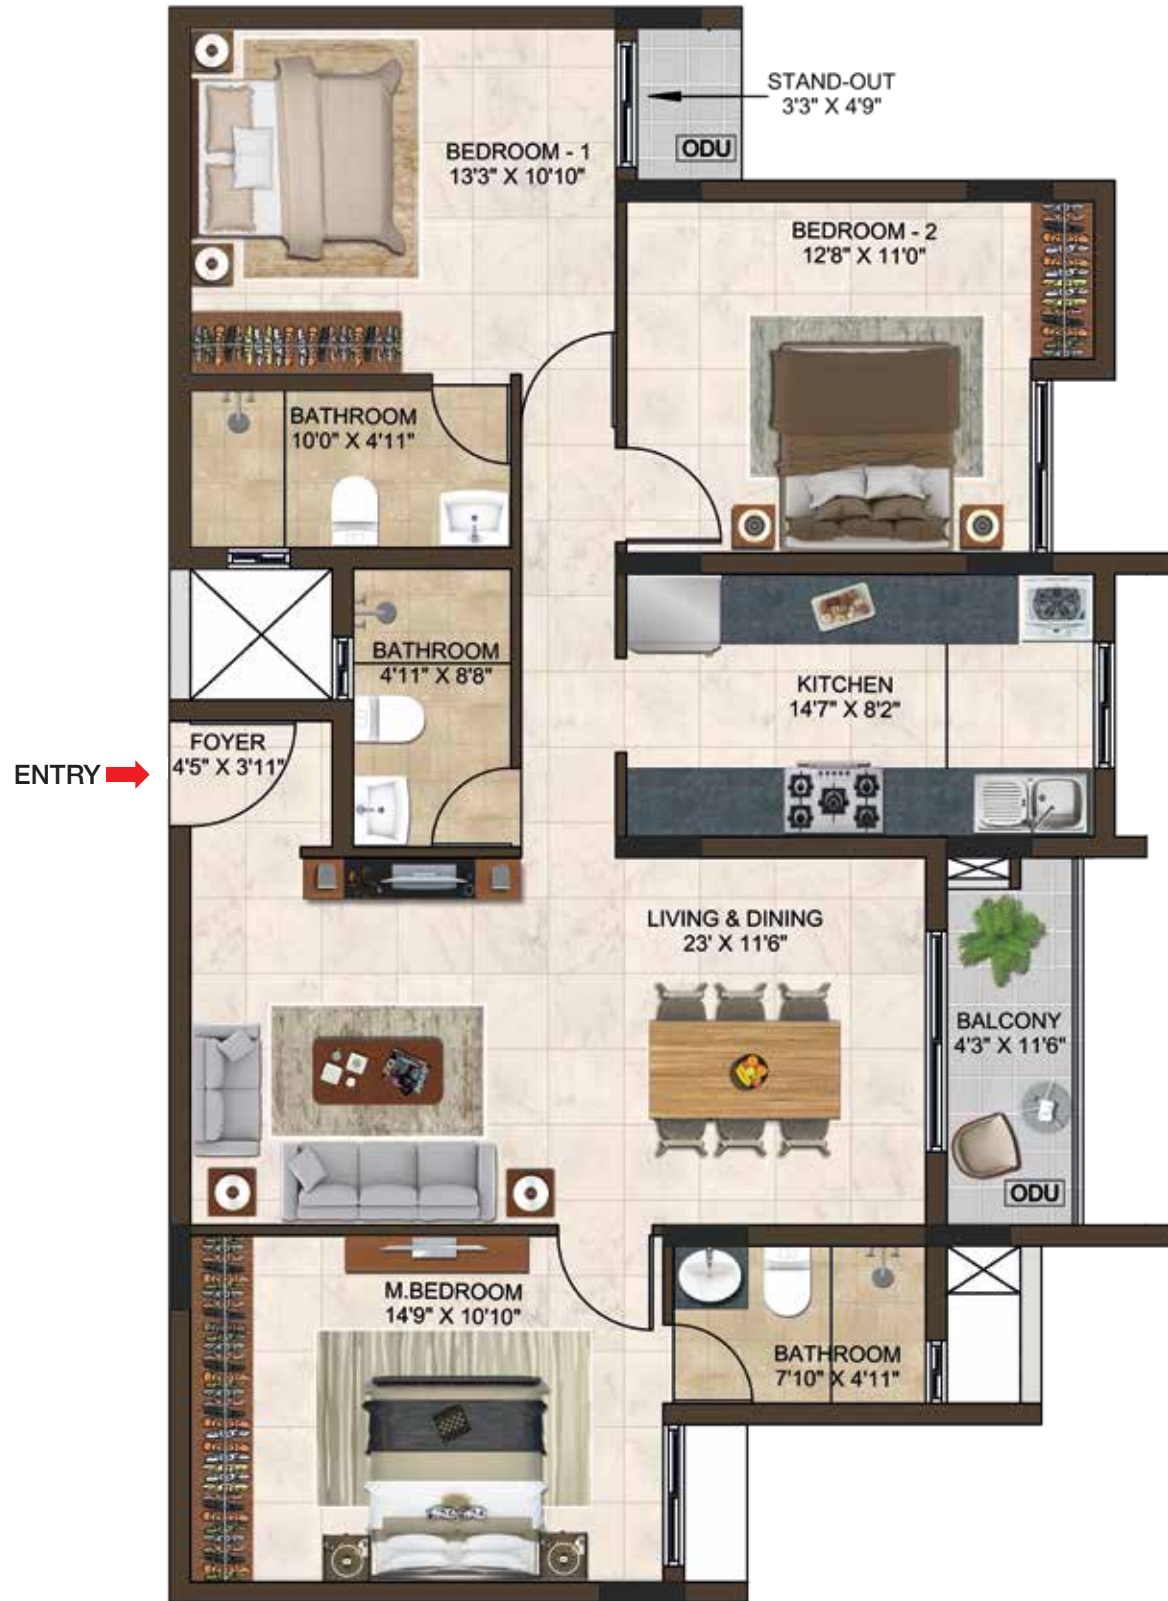 STAND-OUT
3'3" X 4'9"
ODU
BEDROOM - 1
13'3" X 10'10"
BEDROOM - 2
12'8" X 11'0"
BATHROOM
10'0" X 4'11"
BATHROOM
4'11" X 8'8"
KITCHEN
14'7" X 8'2"
FOYER
4'5" X 3'11"
ENTRY
LIVING & DINING
23' X 11'6"
BALCONY
4'3" X 11'6"
ODU
M.BEDROOM
14'9" X 10'10"
BATHROOM
7'10" X 4'11"